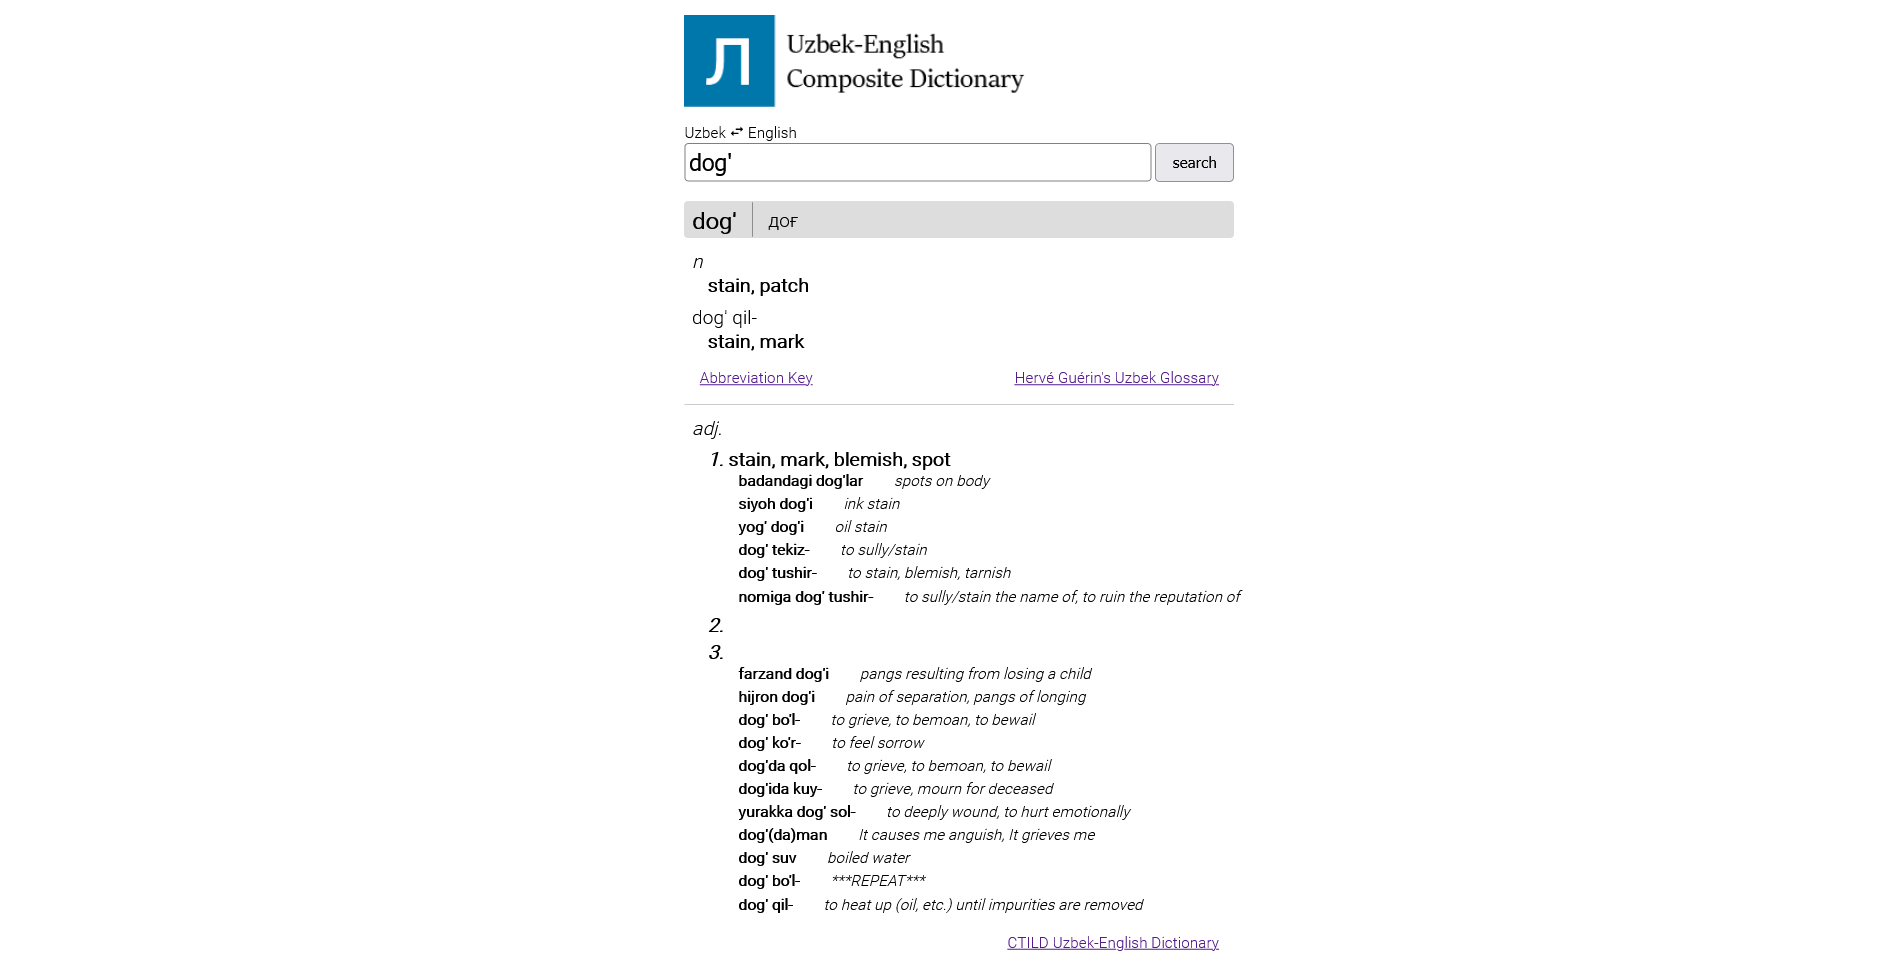 Л
Uzbek-English
Composite Dictionary
Uzbek ⇄ English
dog'
search
dog' доғ
n
stain, patch
dog' qil-
stain, mark
Abbreviation Key Hervé Guérin's Uzbek Glossary
adj.
1. stain, mark, blemish, spot
badandagi dog'lar spots on body
siyoh dog'i ink stain
yog' dog'i oil stain
dog' tekiz- to sully/stain
dog' tushir- to stain, blemish, tarnish
nomiga dog' tushir- to sully/stain the name of, to ruin the reputation of
2.
3.
farzand dog'i pangs resulting from losing a child
hijron dog'i pain of separation, pangs of longing
dog' bo'l- to grieve, to bemoan, to bewail
dog' ko'r- to feel sorrow
dog'da qol- to grieve, to bemoan, to bewail
dog'ida kuy- to grieve, mourn for deceased
yurakka dog' sol- to deeply wound, to hurt emotionally
dog'(da)man It causes me anguish, It grieves me
dog' suv boiled water
dog' bo'l- ***REPEAT***
dog' qil- to heat up (oil, etc.) until impurities are removed
CTILD Uzbek-English Dictionary